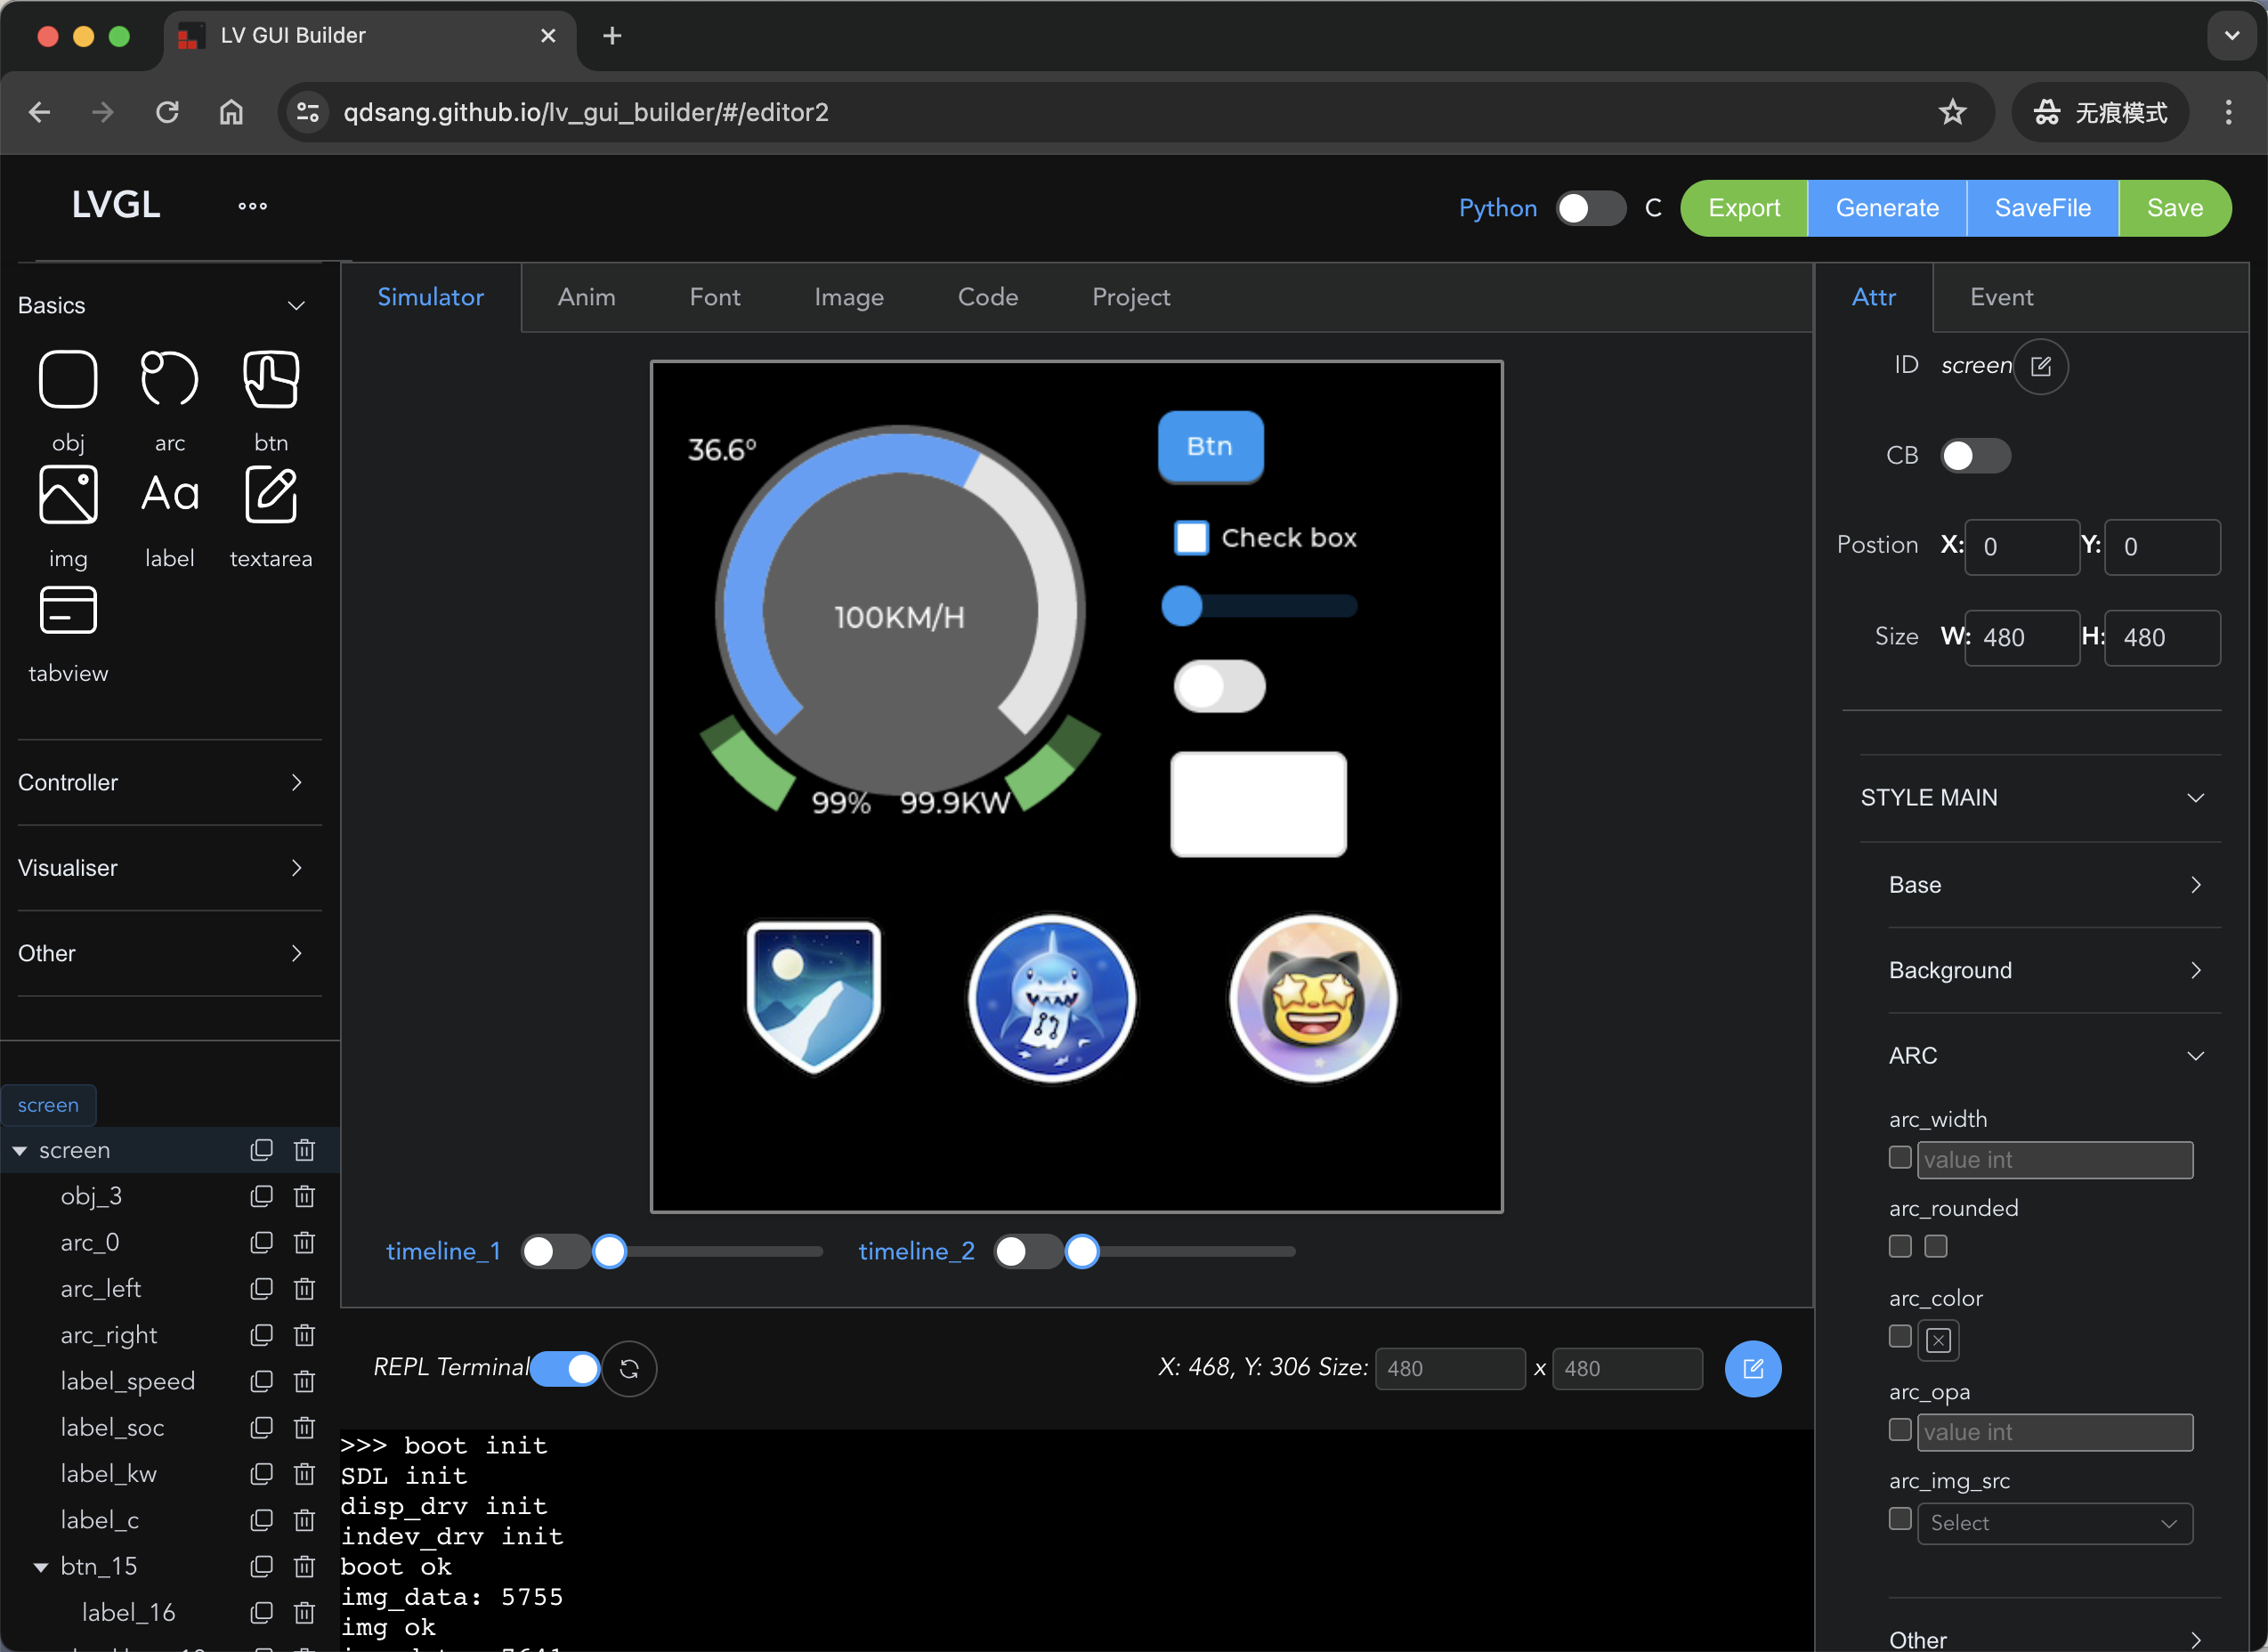 LV GUI Builder
qdsang.github.io/lv_gui_builder/#/editor2
无痕模式
LVGL
Python
C
Export
Generate
SaveFile
Save
Basics
obj
arc
btn
Aa
img
label
textarea
tabview
Controller
Visualiser
Other
screen
screen
obj_3
arc_0
arc_left
arc_right
label_speed
label_soc
label_kw
label_c
btn_15
label_16
Simulator
Anim
Font
Image
Code
Project
36.6°
100KM/H
99%
99.9KW
Btn
Check box
timeline_1
timeline_2
REPL Terminal
X: 468, Y: 306 Size: 480 x 480
>>> boot init
SDL init
disp_drv init
indev_drv init
boot ok
img_data: 5755
img ok
Attr
Event
ID screen
CB
Postion X: 0 Y: 0
Size W: 480 H: 480
STYLE MAIN
Base
Background
ARC
arc_width
value int
arc_rounded
arc_color
arc_opa
value int
arc_img_src
Select
Other